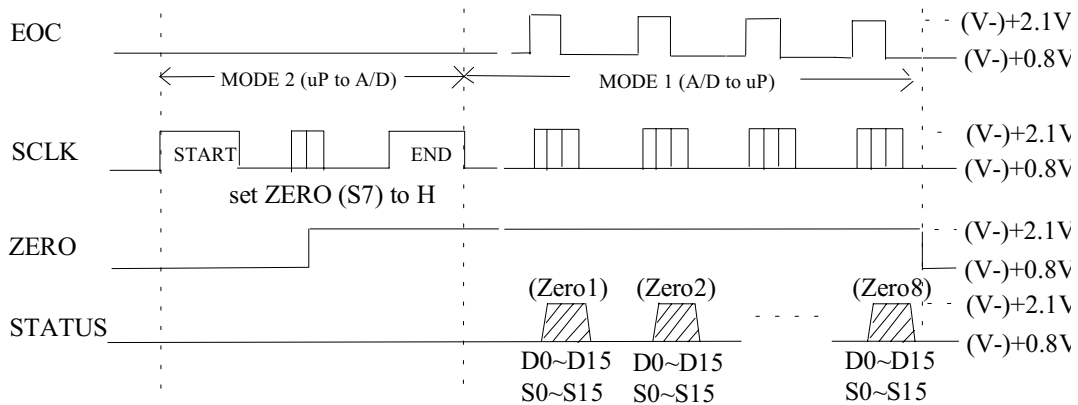 EOC
(V-)+2.1V
(V-)+0.8V
MODE 2 (uP to A/D)
MODE 1 (A/D to uP)
SCLK
START
END
(V-)+2.1V
(V-)+0.8V
set ZERO (S7) to H
ZERO
(V-)+2.1V
(V-)+0.8V
(Zero1)
(Zero2)
(Zero8)
STATUS
(V-)+2.1V
(V-)+0.8V
D0~D15
D0~D15
D0~D15
S0~S15
S0~S15
S0~S15